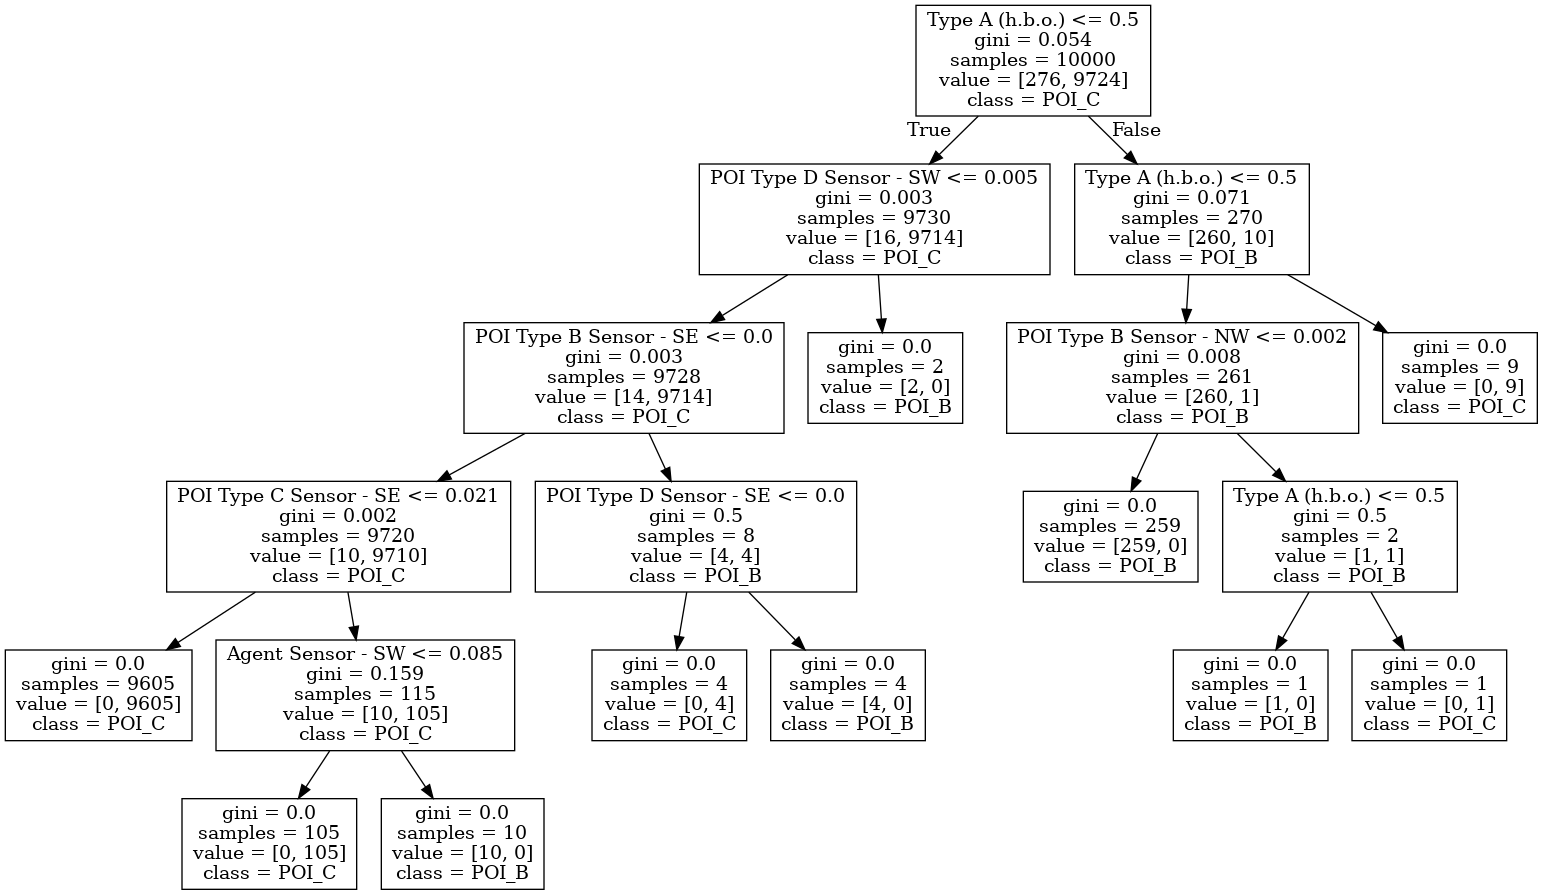 Type A (h.b.o.) <= 0.5
gini = 0.054
samples = 10000
value = [276, 9724]
class = POI_C
True
False
POI Type D Sensor - SW <= 0.005
gini = 0.003
samples = 9730
value = [16, 9714]
class = POI_C
Type A (h.b.o.) <= 0.5
gini = 0.071
samples = 270
value = [260, 10]
class = POI_B
POI Type B Sensor - SE <= 0.0
gini = 0.003
samples = 9728
value = [14, 9714]
class = POI_C
gini = 0.0
samples = 2
value = [2, 0]
class = POI_B
POI Type B Sensor - NW <= 0.002
gini = 0.008
samples = 261
value = [260, 1]
class = POI_B
gini = 0.0
samples = 9
value = [0, 9]
class = POI_C
POI Type C Sensor - SE <= 0.021
gini = 0.002
samples = 9720
value = [10, 9710]
class = POI_C
POI Type D Sensor - SE <= 0.0
gini = 0.5
samples = 8
value = [4, 4]
class = POI_B
gini = 0.0
samples = 259
value = [259, 0]
class = POI_B
Type A (h.b.o.) <= 0.5
gini = 0.5
samples = 2
value = [1, 1]
class = POI_B
gini = 0.0
samples = 9605
value = [0, 9605]
class = POI_C
Agent Sensor - SW <= 0.085
gini = 0.159
samples = 115
value = [10, 105]
class = POI_C
gini = 0.0
samples = 4
value = [0, 4]
class = POI_C
gini = 0.0
samples = 4
value = [4, 0]
class = POI_B
gini = 0.0
samples = 1
value = [1, 0]
class = POI_B
gini = 0.0
samples = 1
value = [0, 1]
class = POI_C
gini = 0.0
samples = 105
value = [0, 105]
class = POI_C
gini = 0.0
samples = 10
value = [10, 0]
class = POI_B